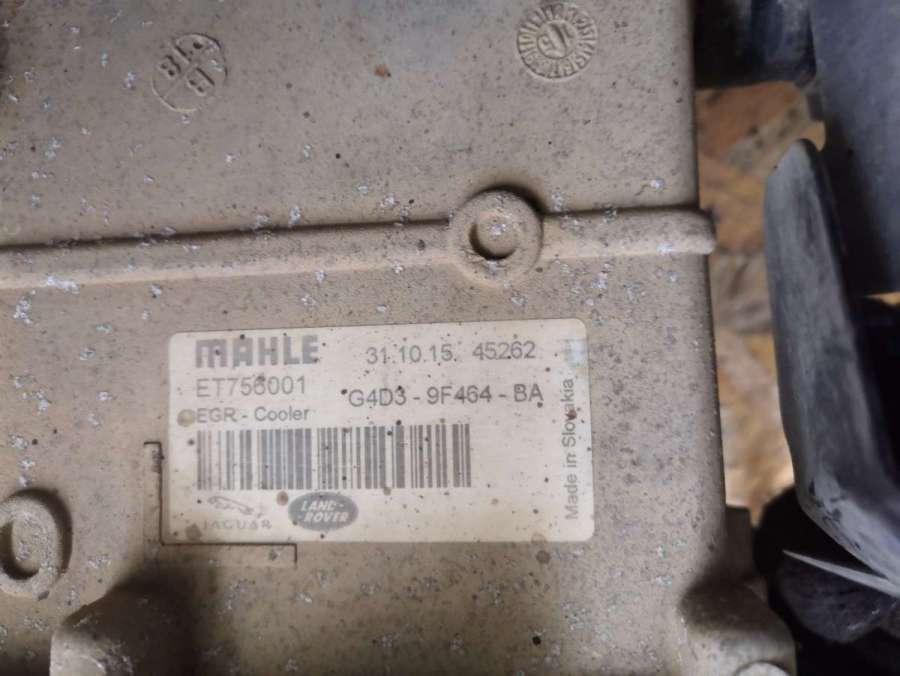 MAHLE 31.10.15. 45262
ET756001
G4D3 - 9F464 - BA
EGR - Cooler
Made in Slovakia
JAGUAR
LAND-
-ROVER